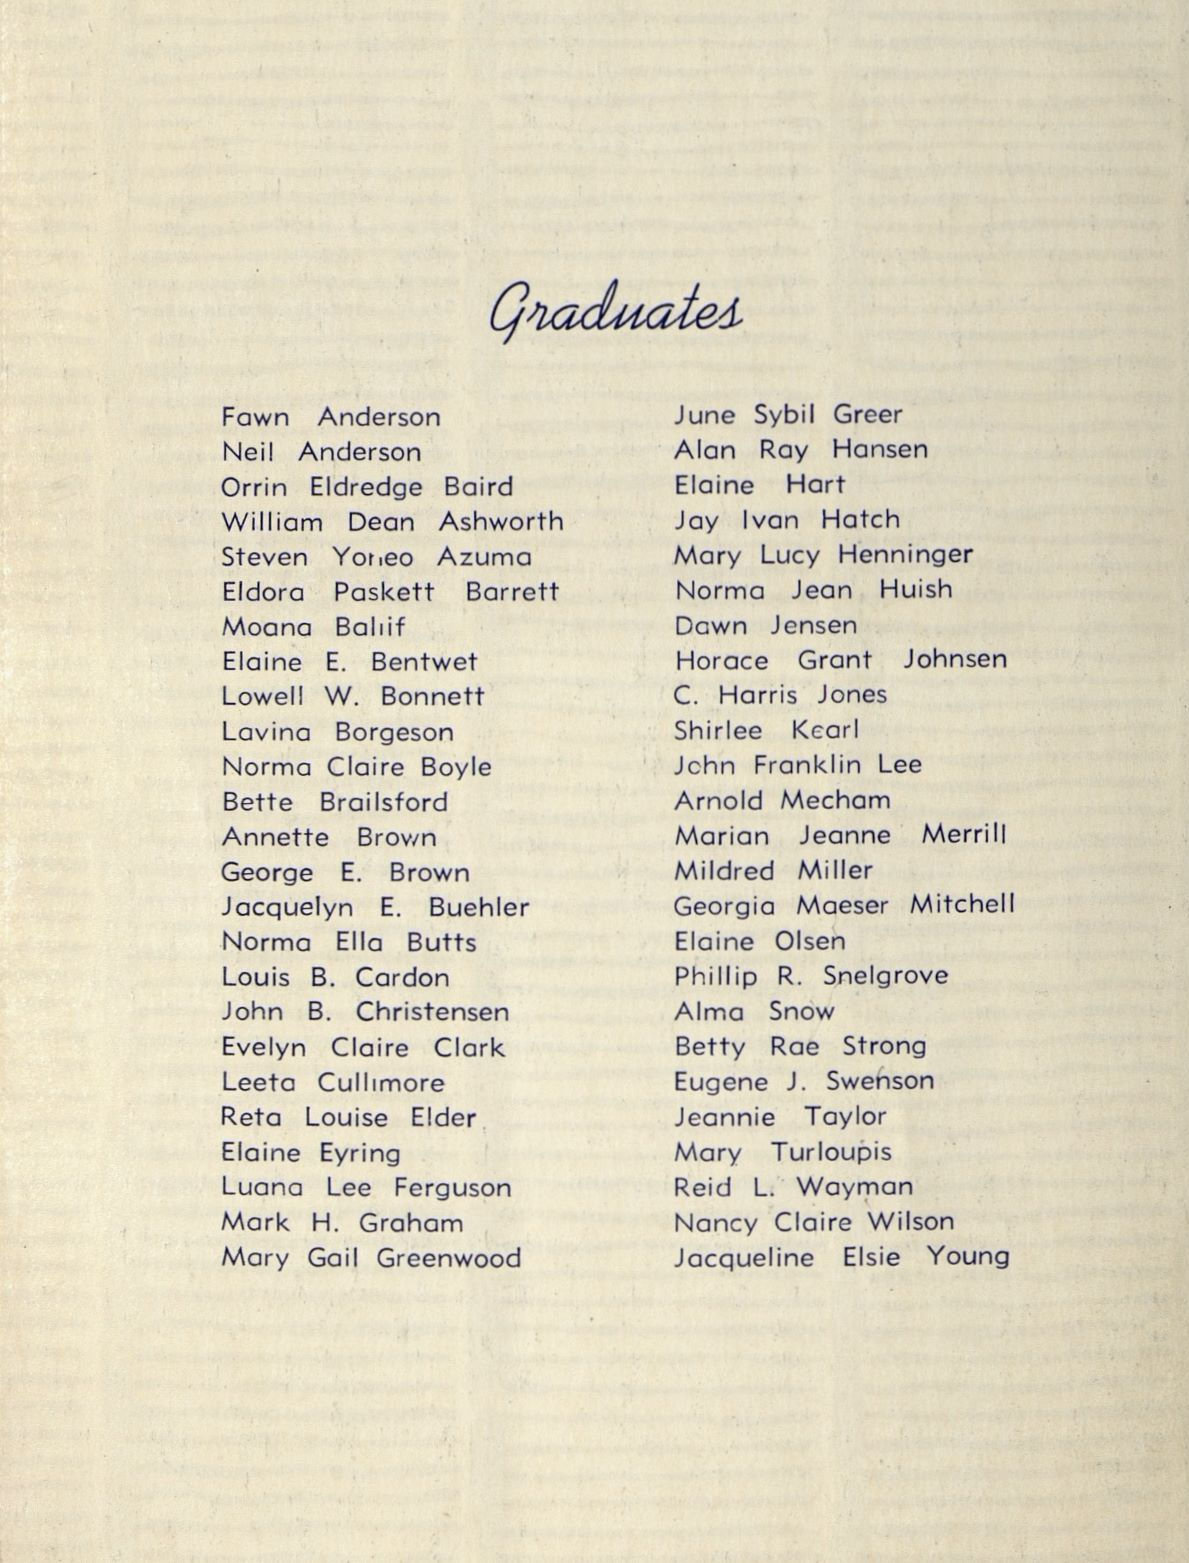 Graduates
Fawn Anderson
Neil Anderson
Orrin Eldredge Baird
William Dean Ashworth
Steven Yoneo Azuma
Eldora Paskett Barrett
Moana Ballif
Elaine E. Bentwet
Lowell W. Bonnett
Lavina Borgeson
Norma Claire Boyle
Bette Brailsford
Annette Brown
George E. Brown
Jacquelyn E. Buehler
Norma Ella Butts
Louis B. Cardon
John B. Christensen
Evelyn Claire Clark
Leeta Cullimore
Reta Louise Elder
Elaine Eyring
Luana Lee Ferguson
Mark H. Graham
Mary Gail Greenwood
June Sybil Greer
Alan Ray Hansen
Elaine Hart
Jay Ivan Hatch
Mary Lucy Henninger
Norma Jean Huish
Dawn Jensen
Horace Grant Johnsen
C. Harris Jones
Shirlee Kearl
John Franklin Lee
Arnold Mecham
Marian Jeanne Merrill
Mildred Miller
Georgia Maeser Mitchell
Elaine Olsen
Phillip R. Snelgrove
Alma Snow
Betty Rae Strong
Eugene J. Swenson
Jeannie Taylor
Mary Turloupis
Reid L. Wayman
Nancy Claire Wilson
Jacqueline Elsie Young